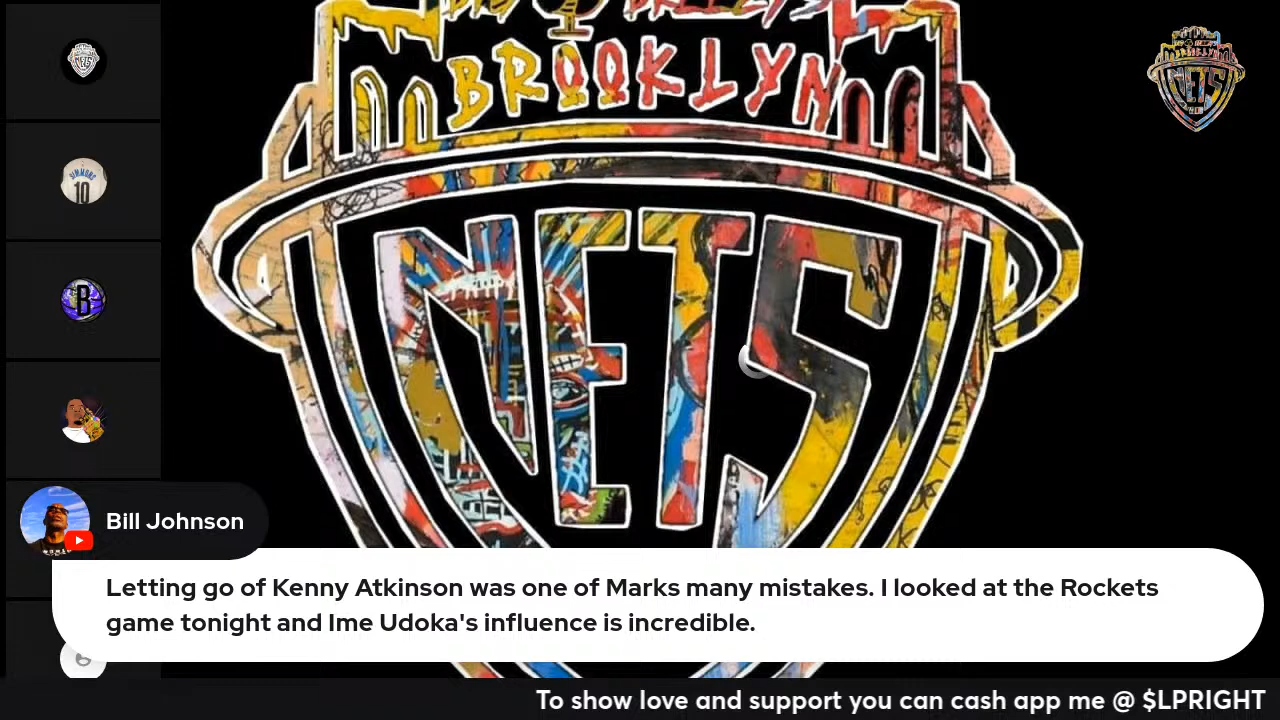 BROOKLYN
NETS
SIMMONS
10
B
Bill Johnson
Letting go of Kenny Atkinson was one of Marks many mistakes. I looked at the Rockets
game tonight and Ime Udoka's influence is incredible.
To show love and support you can cash app me @ $LPRIGHT